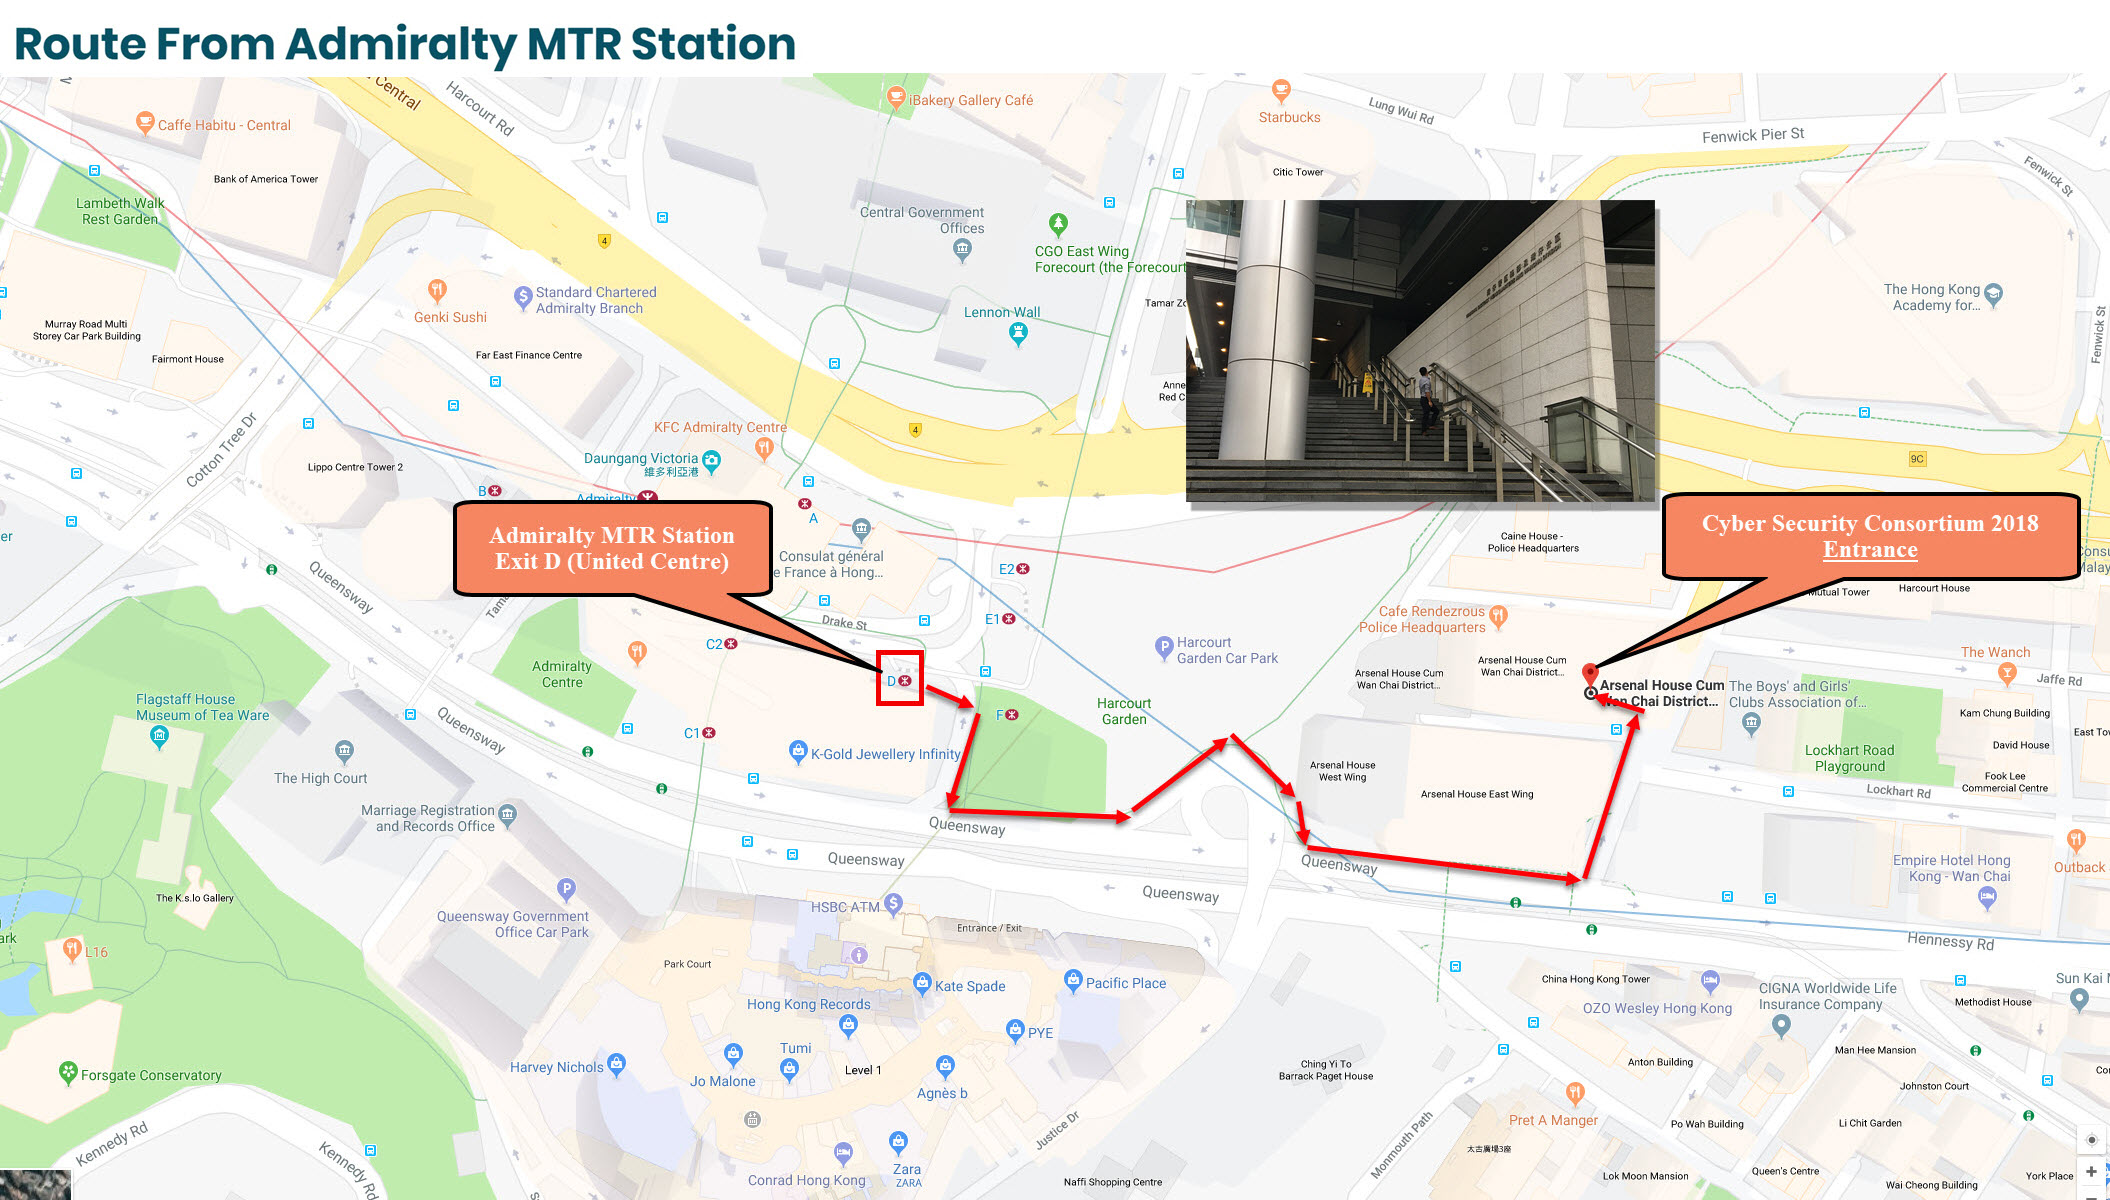 Route From Admiralty MTR Station
Central
Harcourt Rd
iBakery Gallery Café
Starbucks
Lung Wui Rd
Fenwick Pier St
Caffe Habitu - Central
Citic Tower
Fenwick St
Bank of America Tower
Lambeth Walk
Rest Garden
Central Government
Offices
4
CGO East Wing
Forecourt (the Forecourt
Standard Chartered
Admiralty Branch
Genki Sushi
Lennon Wall
Tamar Zo
The Hong Kong
Academy for...
Murray Road Multi
Storey Car Park Building
Fairmont House
Far East Finance Centre
Fenwick St
Anne
Red C
Cotton Tree Dr
KFC Admiralty Centre
4
Daungang Victoria
維多利亞港
Lippo Centre Tower 2
9C
B
Admiralty
A
Admiralty MTR Station
Exit D (United Centre)
Cyber Security Consortium 2018
Entrance
er
Consulat général
e France à Hong...
Caine House -
Police Headquarters
Consu
Malay
E2
Queensway
Tama
Mutual Tower
Harcourt House
Drake St
E1
Cafe Rendezrous
Police Headquarters
C2
Harcourt
Garden Car Park
Admiralty
Centre
D
Arsenal House Cum
Wan Chai District...
Arsenal House Cum
Wan Chai District...
The Wanch
Jaffe Rd
Arsenal House Cum
Wan Chai District...
The Boys' and Girls'
Clubs Association of...
Flagstaff House
Museum of Tea Ware
Queensway
C1
F
Harcourt
Garden
Kam Chung Building
David House
East To
K-Gold Jewellery Infinity
Lockhart Road
Playground
The High Court
Arsenal House
West Wing
Arsenal House East Wing
Fook Lee
Commercial Centre
Lockhart Rd
Marriage Registration
and Records Office
Queensway
Queensway
Queensway
Queensway
Empire Hotel Hong
Kong - Wan Chai
Outback
The K.s.lo Gallery
HSBC ATM
Queensway Government
Office Car Park
Entrance / Exit
Hennessy Rd
ark
L16
Park Court
Kate Spade
Pacific Place
China Hong Kong Tower
OZO Wesley Hong Kong
CIGNA Worldwide Life
Insurance Company
Sun Kai
Methodist House
Hong Kong Records
PYE
Tumi
Harvey Nichols
Jo Malone
Level 1
Agnès b
Ching Yi To
Barrack Paget House
Anton Building
Man Hee Mansion
Forsgate Conservatory
Johnston Court
Pret A Manger
Po Wah Building
Li Chit Garden
Justice Dr
Monmouth Path
Kennedy Rd
Kennedy Rd
太古廣場3座
Zara
ZARA
Conrad Hong Kong
Naffi Shopping Centre
Lok Moon Mansion
Queen's Centre
Wai Cheong Building
York Place